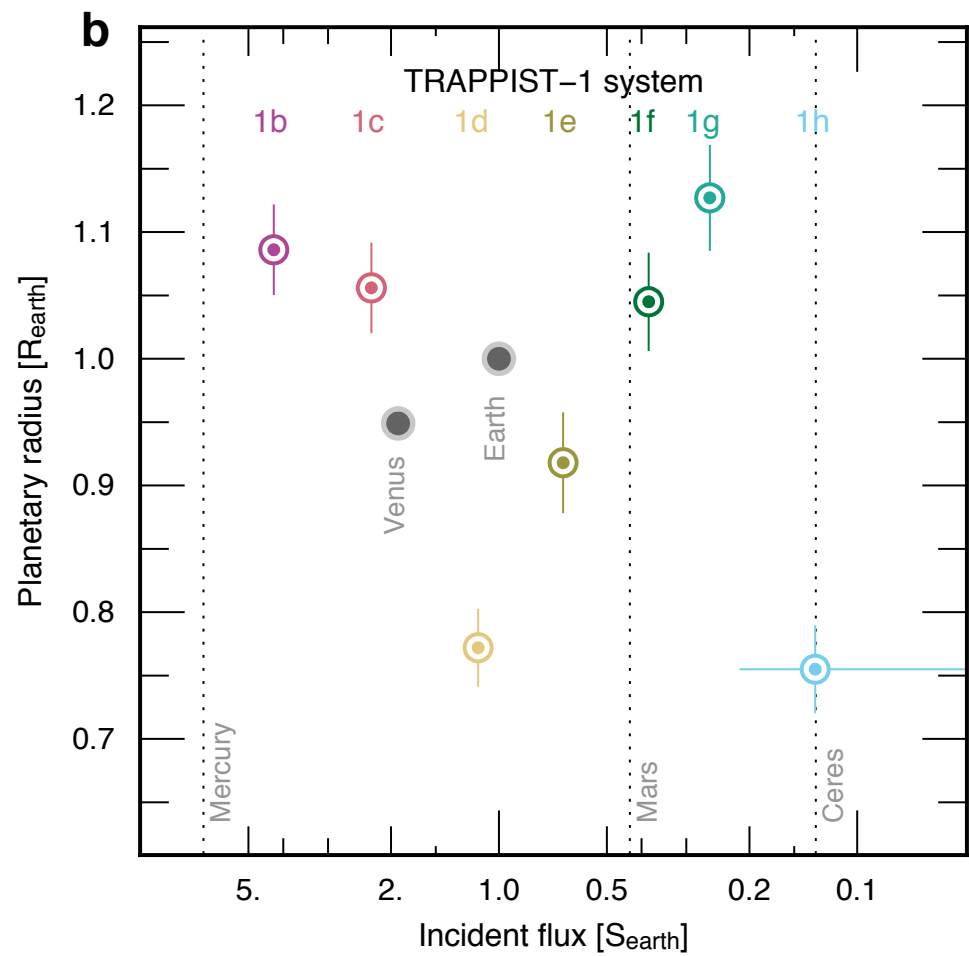 b
TRAPPIST−1 system
1b 1c 1d 1e 1f 1g 1h
1.2
1.1
1.0
0.9
0.8
0.7
Planetary radius [Rearth]
Venus
Earth
Mercury
Mars
Ceres
5. 2. 1.0 0.5 0.2 0.1
Incident flux [Searth]